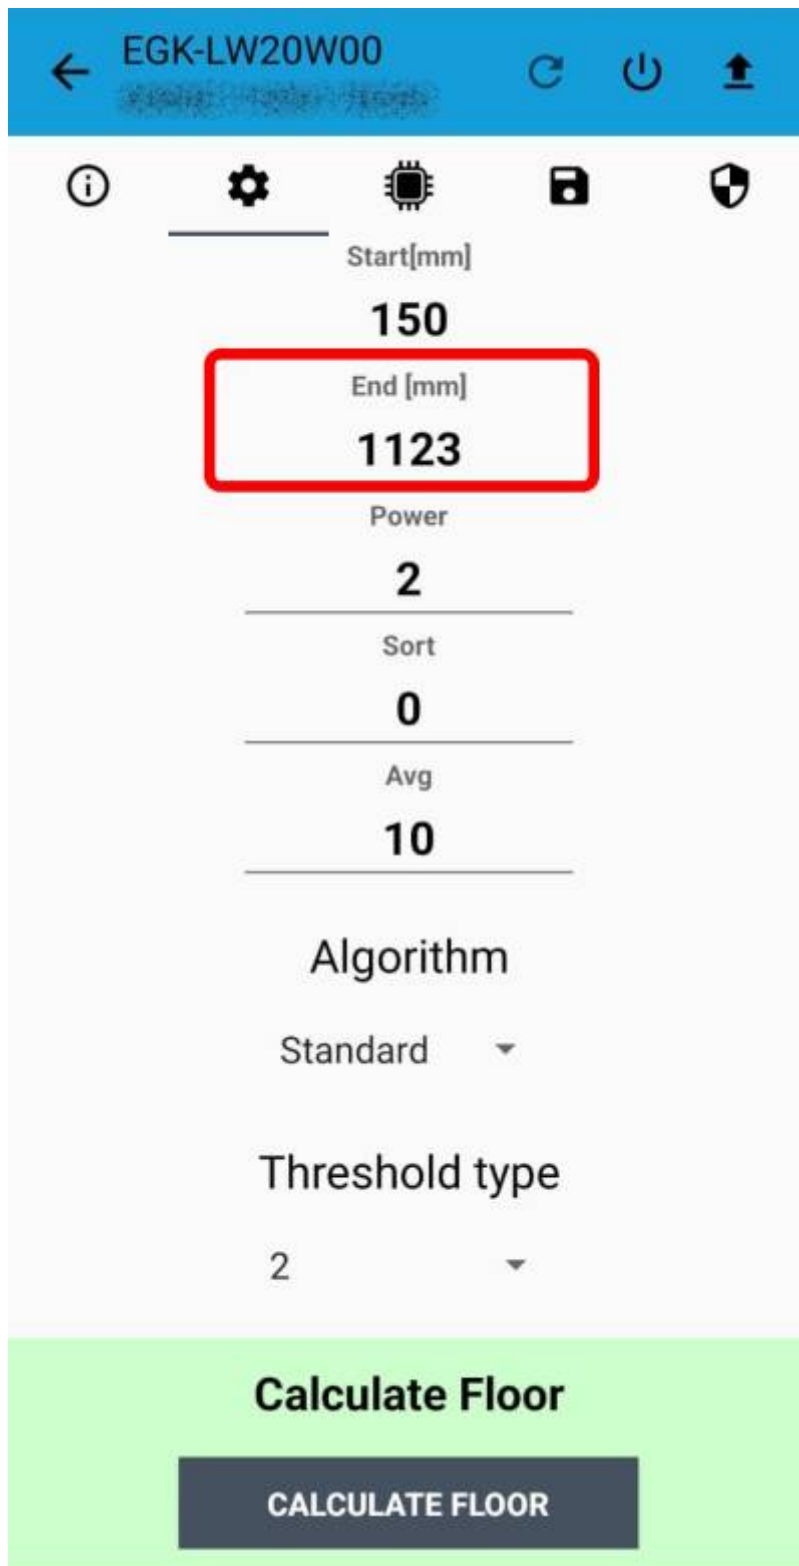 EGK-LW20W00
Start[mm]
150
End [mm]
1123
Power
2
Sort
0
Avg
10
Algorithm
Standard
Threshold type
2
Calculate Floor
CALCULATE FLOOR